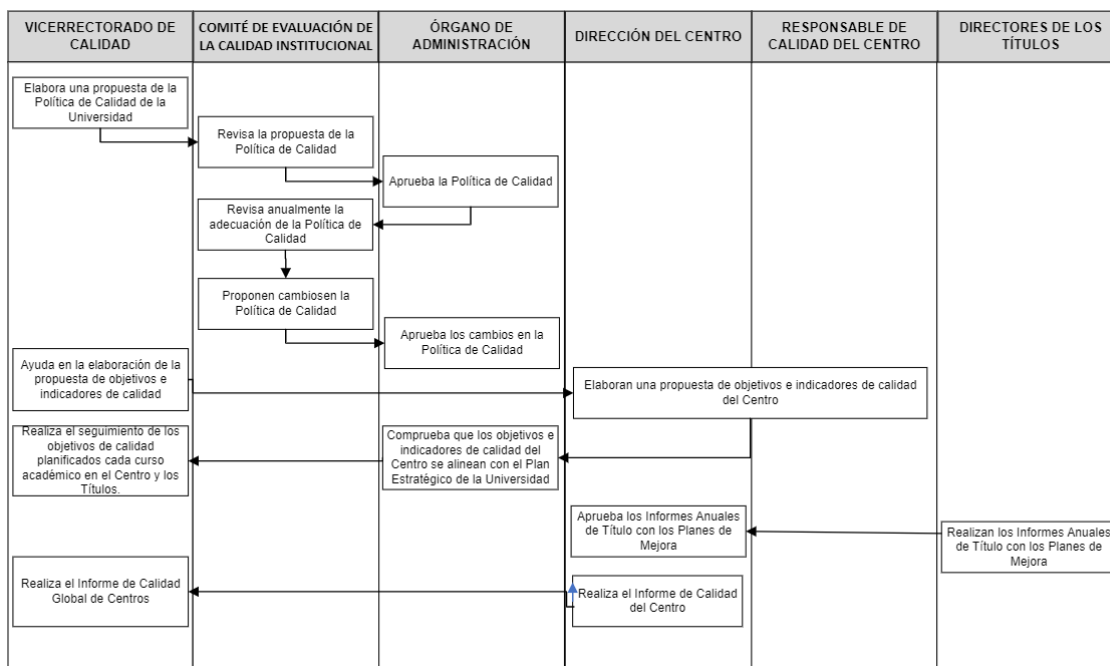 VICERRECTORADO DE
CALIDAD
COMITÉ DE EVALUACIÓN DE
LA CALIDAD INSTITUCIONAL
ÓRGANO DE
ADMINISTRACIÓN
DIRECCIÓN DEL CENTRO
RESPONSABLE DE
CALIDAD DEL CENTRO
DIRECTORES DE LOS
TÍTULOS
Elabora una propuesta de la
Política de Calidad de la
Universidad
Revisa la propuesta de la
Política de Calidad
Aprueba la Política de Calidad
Revisa anualmente la
adecuación de la Política de
Calidad
Proponen cambiosen la
Política de Calidad
Aprueba los cambios en la
Política de Calidad
Ayuda en la elaboración de la
propuesta de objetivos e
indicadores de calidad
Elaboran una propuesta de objetivos e indicadores de calidad
del Centro
Realiza el seguimiento de los
objetivos de calidad
planificados cada curso
académico en el Centro y los
Títulos.
Comprueba que los objetivos e
indicadores de calidad del
Centro se alinean con el Plan
Estratégico de la Universidad
Aprueba los Informes Anuales
de Título con los Planes de
Mejora
Realizan los Informes Anuales
de Título con los Planes de
Mejora
Realiza el Informe de Calidad
Global de Centros
Realiza el Informe de Calidad
del Centro